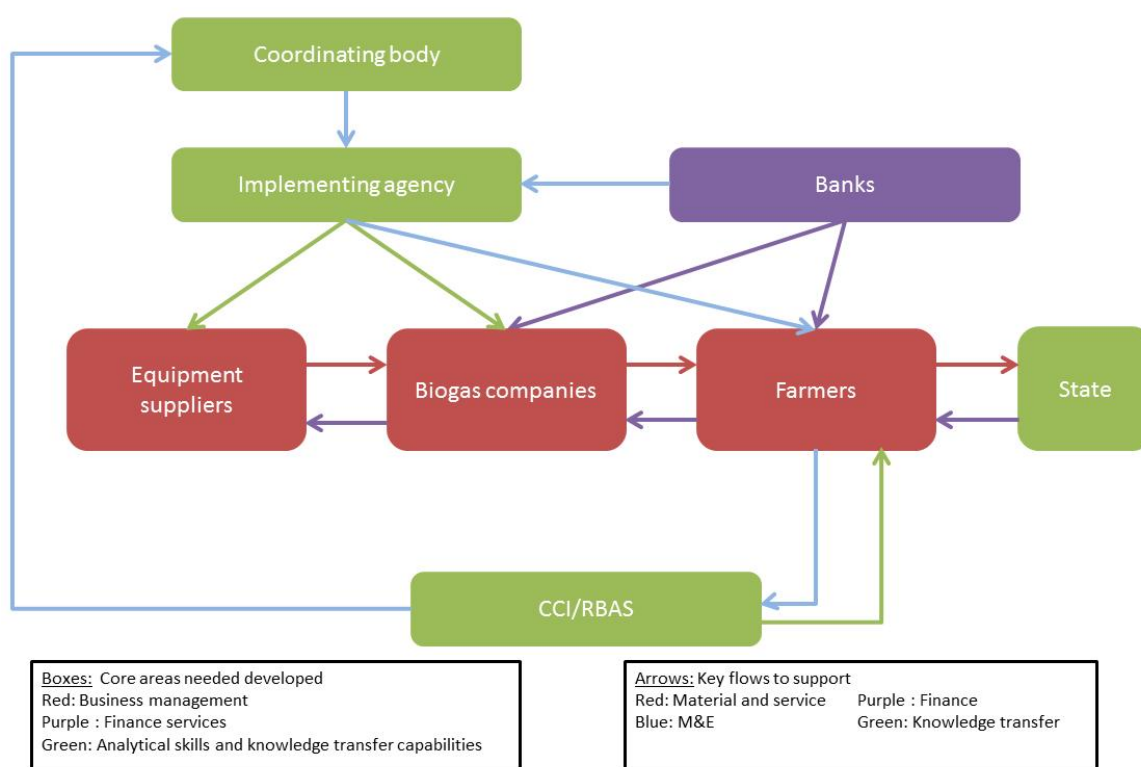 Coordinating body
Implementing agency
Banks
Equipment
suppliers
Biogas companies
Farmers
State
CCI/RBAS
Boxes: Core areas needed developed
Red: Business management
Purple : Finance services
Green: Analytical skills and knowledge transfer capabilities
Arrows: Key flows to support
Red: Material and service Purple : Finance
Blue: M&E Green: Knowledge transfer